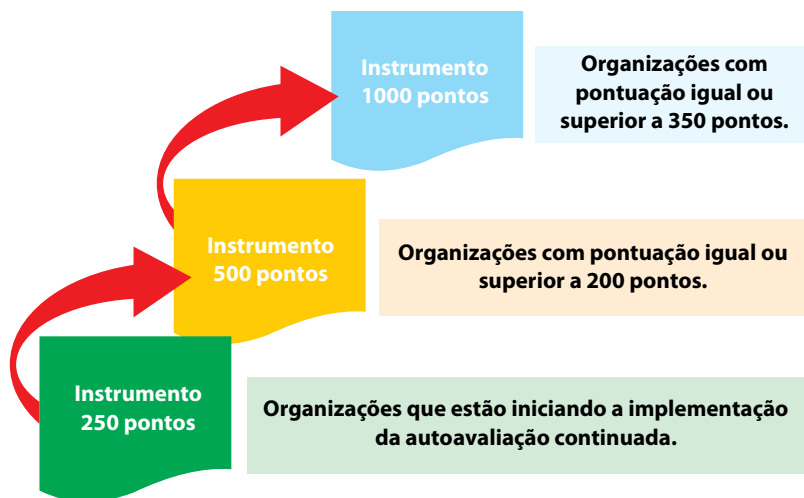 Instrumento
1000 pontos
Organizações com
pontuação igual ou
superior a 350 pontos.
Instrumento
500 pontos
Organizações com pontuação igual ou
superior a 200 pontos.
Instrumento
250 pontos
Organizações que estão iniciando a implementação
da autoavaliação continuada.